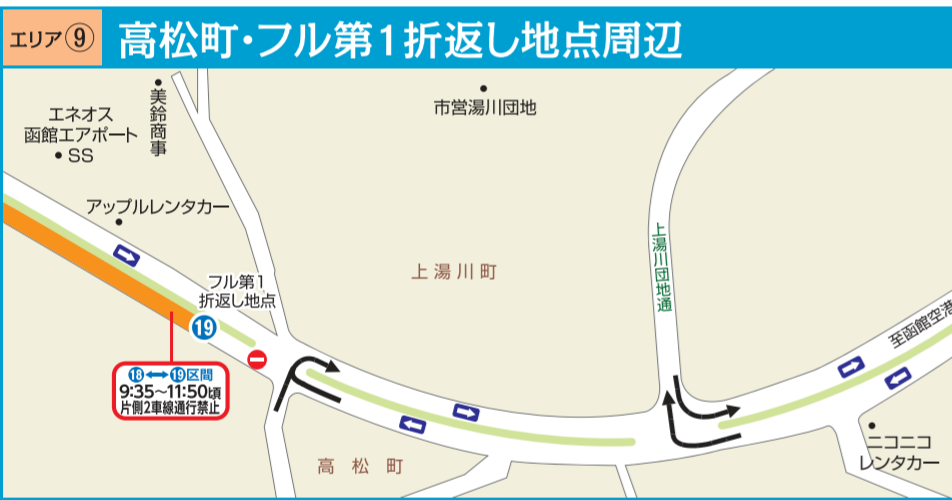 エリア⑨
高松町・フル第1折返し地点周辺
美鈴商事
エネオス
函館エアポート
SS
市営湯川団地
アップルレンタカー
上湯川団地通
上湯川町
フル第1
折返し地点
19
至函館空港
18↔19区間
9:35~11:50頃
片側2車線通行禁止
高松町
ニコニコ
レンタカー